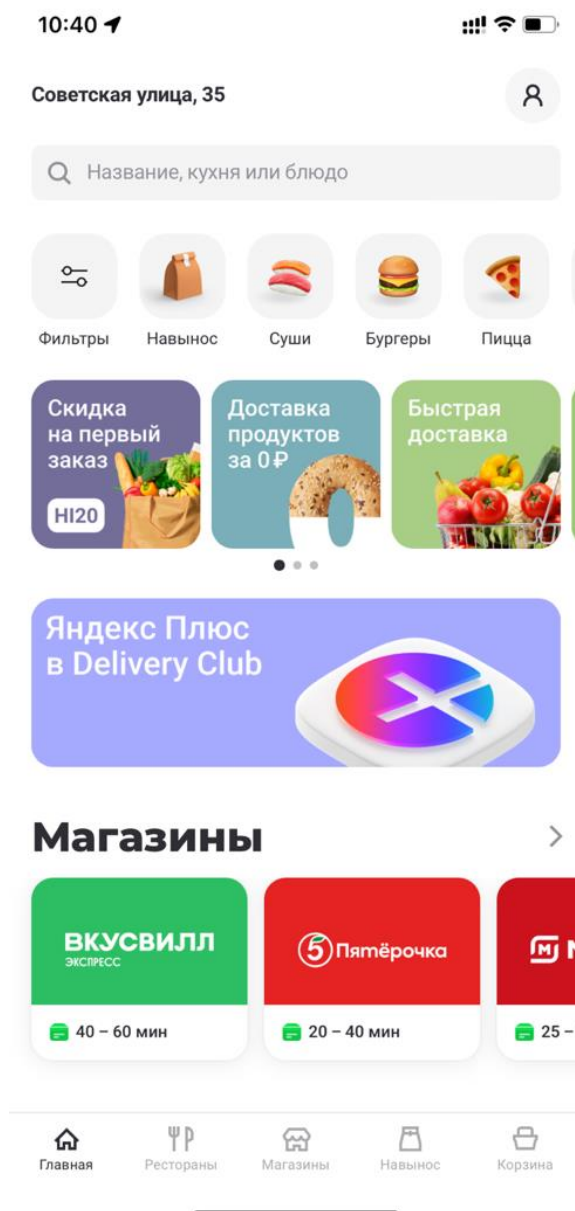 10:40
Советская улица, 35
Название, кухня или блюдо
Фильтры
Навынос
Суши
Бургеры
Пицца
Скидка
на первый
заказ
HI20
Доставка
продуктов
за 0 ₽
Быстрая
доставка
Яндекс Плюс
в Delivery Club
Магазины
ВКУСВИЛЛ
ЭКСПРЕСС
40 – 60 мин
5 Пятёрочка
20 – 40 мин
М
25 –
Главная
Рестораны
Магазины
Навынос
Корзина